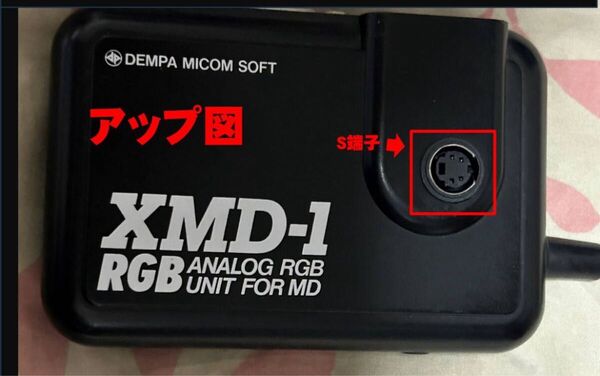 DEMPA MICOM SOFT
アップ図
S端子
XMD-1
RGB ANALOG RGB
UNIT FOR MD